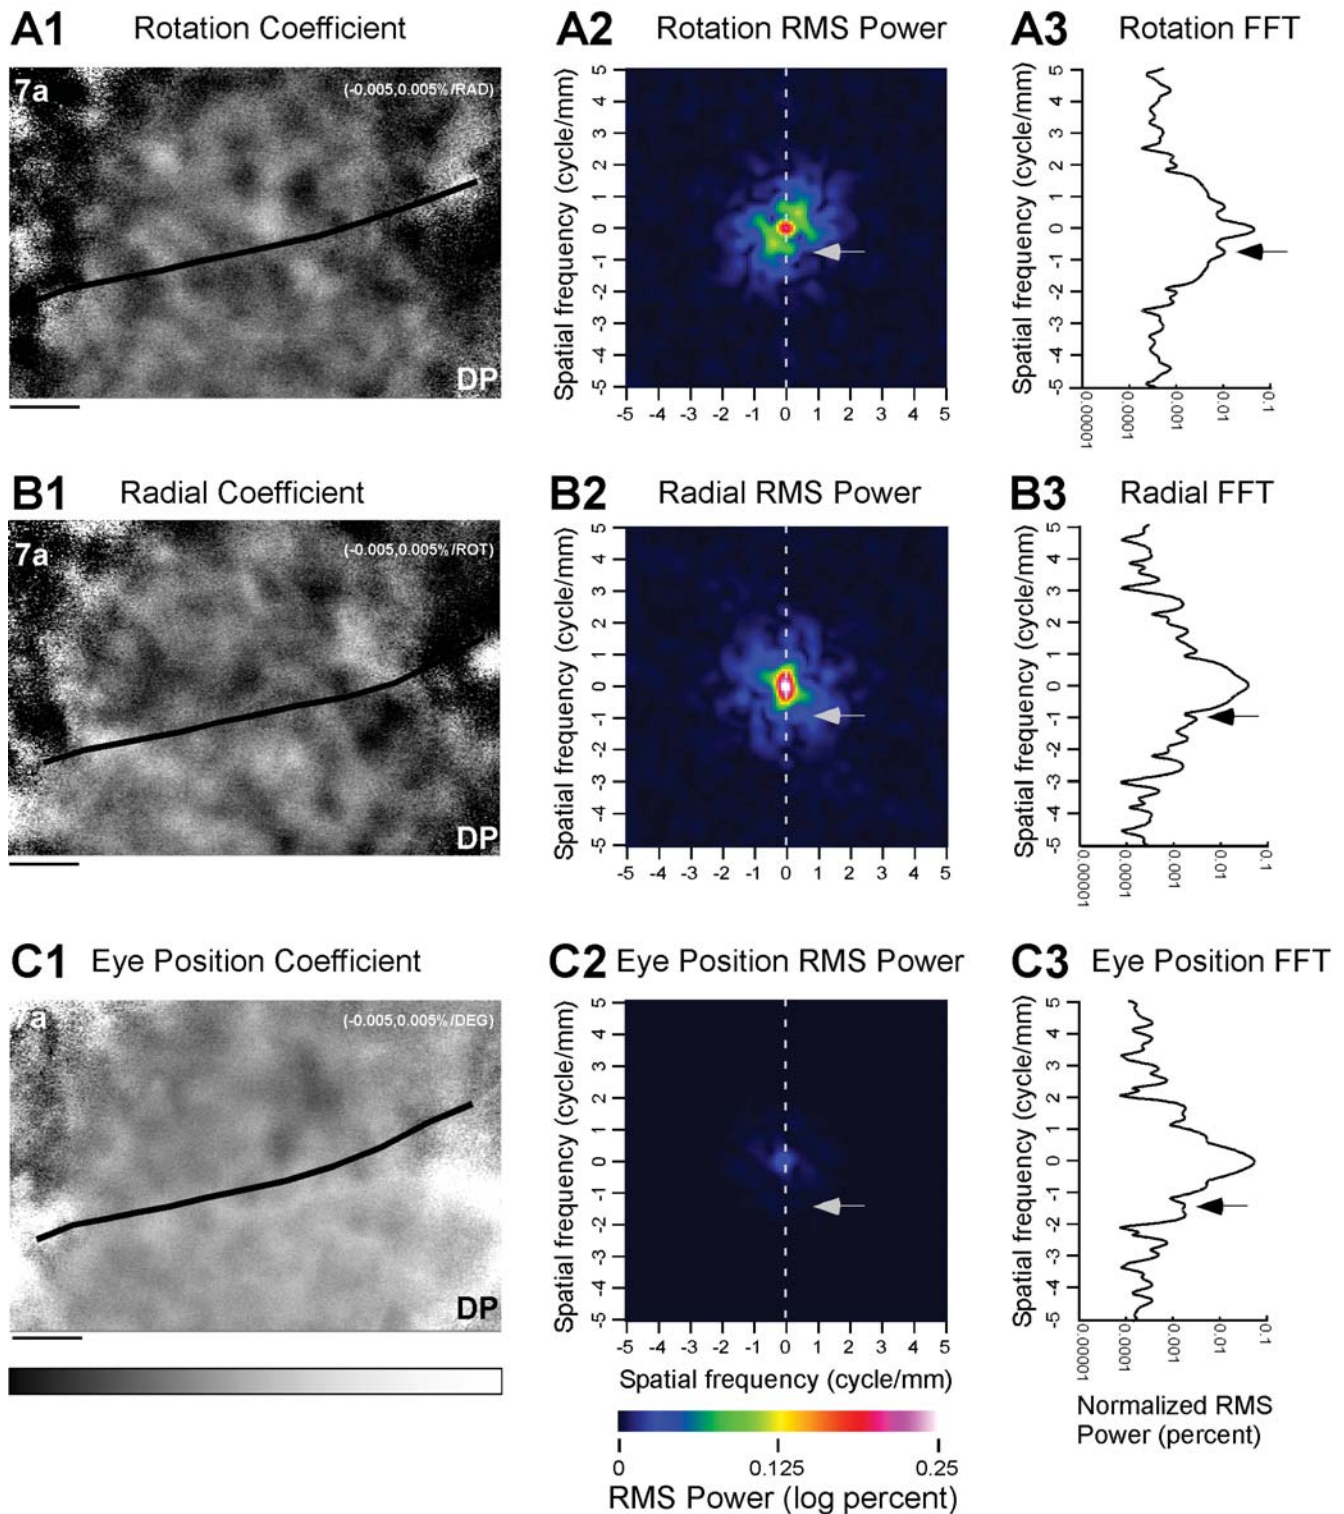 A1 Rotation Coefficient
7a
(-0.005,0.005%/RAD)
DP
A2 Rotation RMS Power
Spatial frequency (cycle/mm)
5
4
3
2
1
0
-1
-2
-3
-4
-5
-5 -4 -3 -2 -1 0 1 2 3 4 5
A3 Rotation FFT
Spatial frequency (cycle/mm)
5
4
3
2
1
0
-1
-2
-3
-4
-5
0.00001 0.0001 0.001 0.01 0.1
B1 Radial Coefficient
7a
(-0.005,0.005%/ROT)
DP
B2 Radial RMS Power
Spatial frequency (cycle/mm)
5
4
3
2
1
0
-1
-2
-3
-4
-5
-5 -4 -3 -2 -1 0 1 2 3 4 5
B3 Radial FFT
Spatial frequency (cycle/mm)
5
4
3
2
1
0
-1
-2
-3
-4
-5
0.00001 0.0001 0.001 0.01 0.1
C1 Eye Position Coefficient
7a
(-0.005,0.005%/DEG)
DP
C2 Eye Position RMS Power
Spatial frequency (cycle/mm)
5
4
3
2
1
0
-1
-2
-3
-4
-5
-5 -4 -3 -2 -1 0 1 2 3 4 5
Spatial frequency (cycle/mm)
0 0.125 0.25
RMS Power (log percent)
C3 Eye Position FFT
Spatial frequency (cycle/mm)
5
4
3
2
1
0
-1
-2
-3
-4
-5
0.00001 0.0001 0.001 0.01 0.1
Normalized RMS
Power (percent)